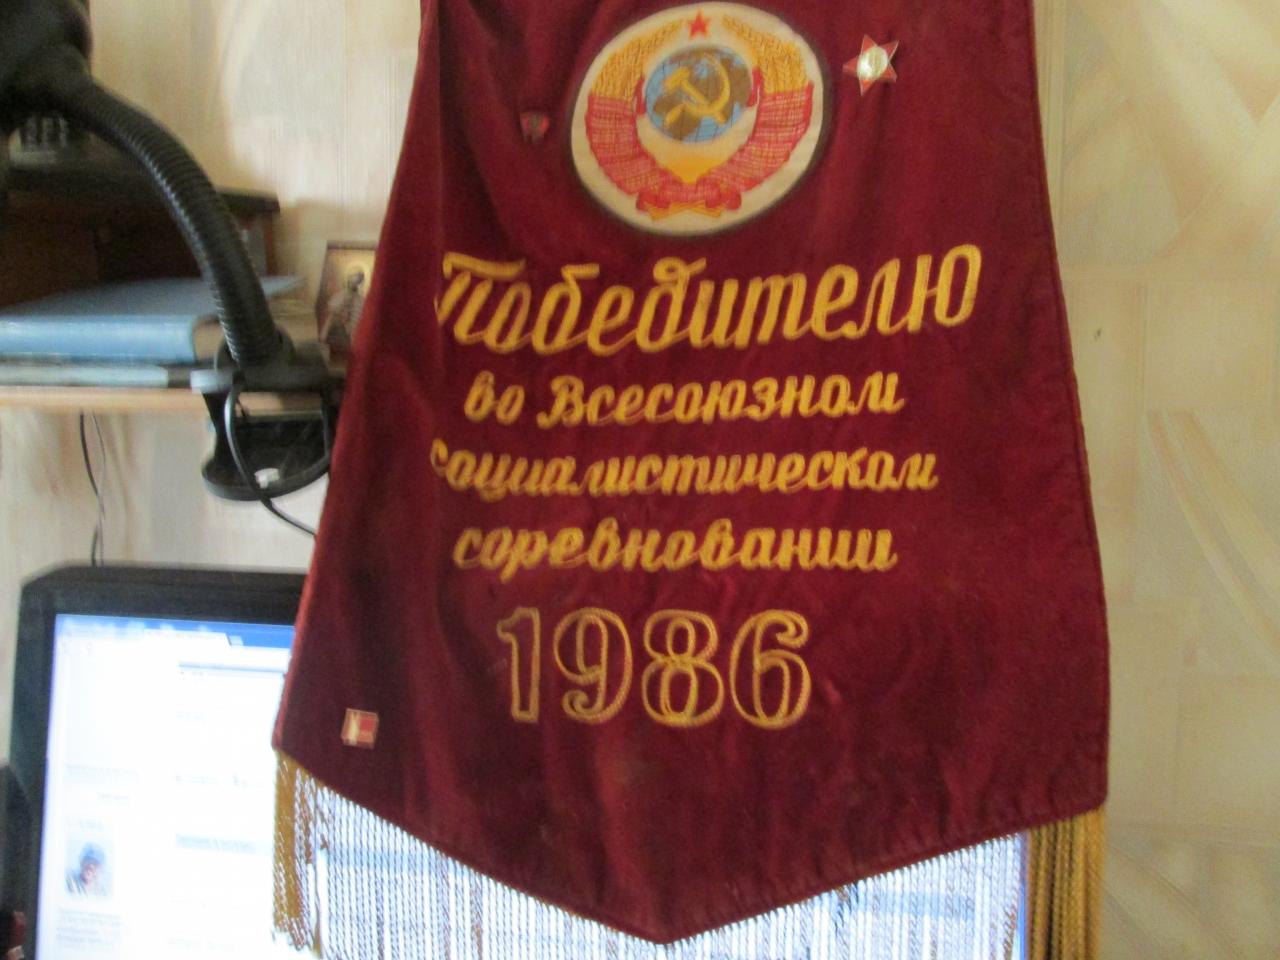 Победителю
во Всесоюзном
социалистическом
соревновании
1986